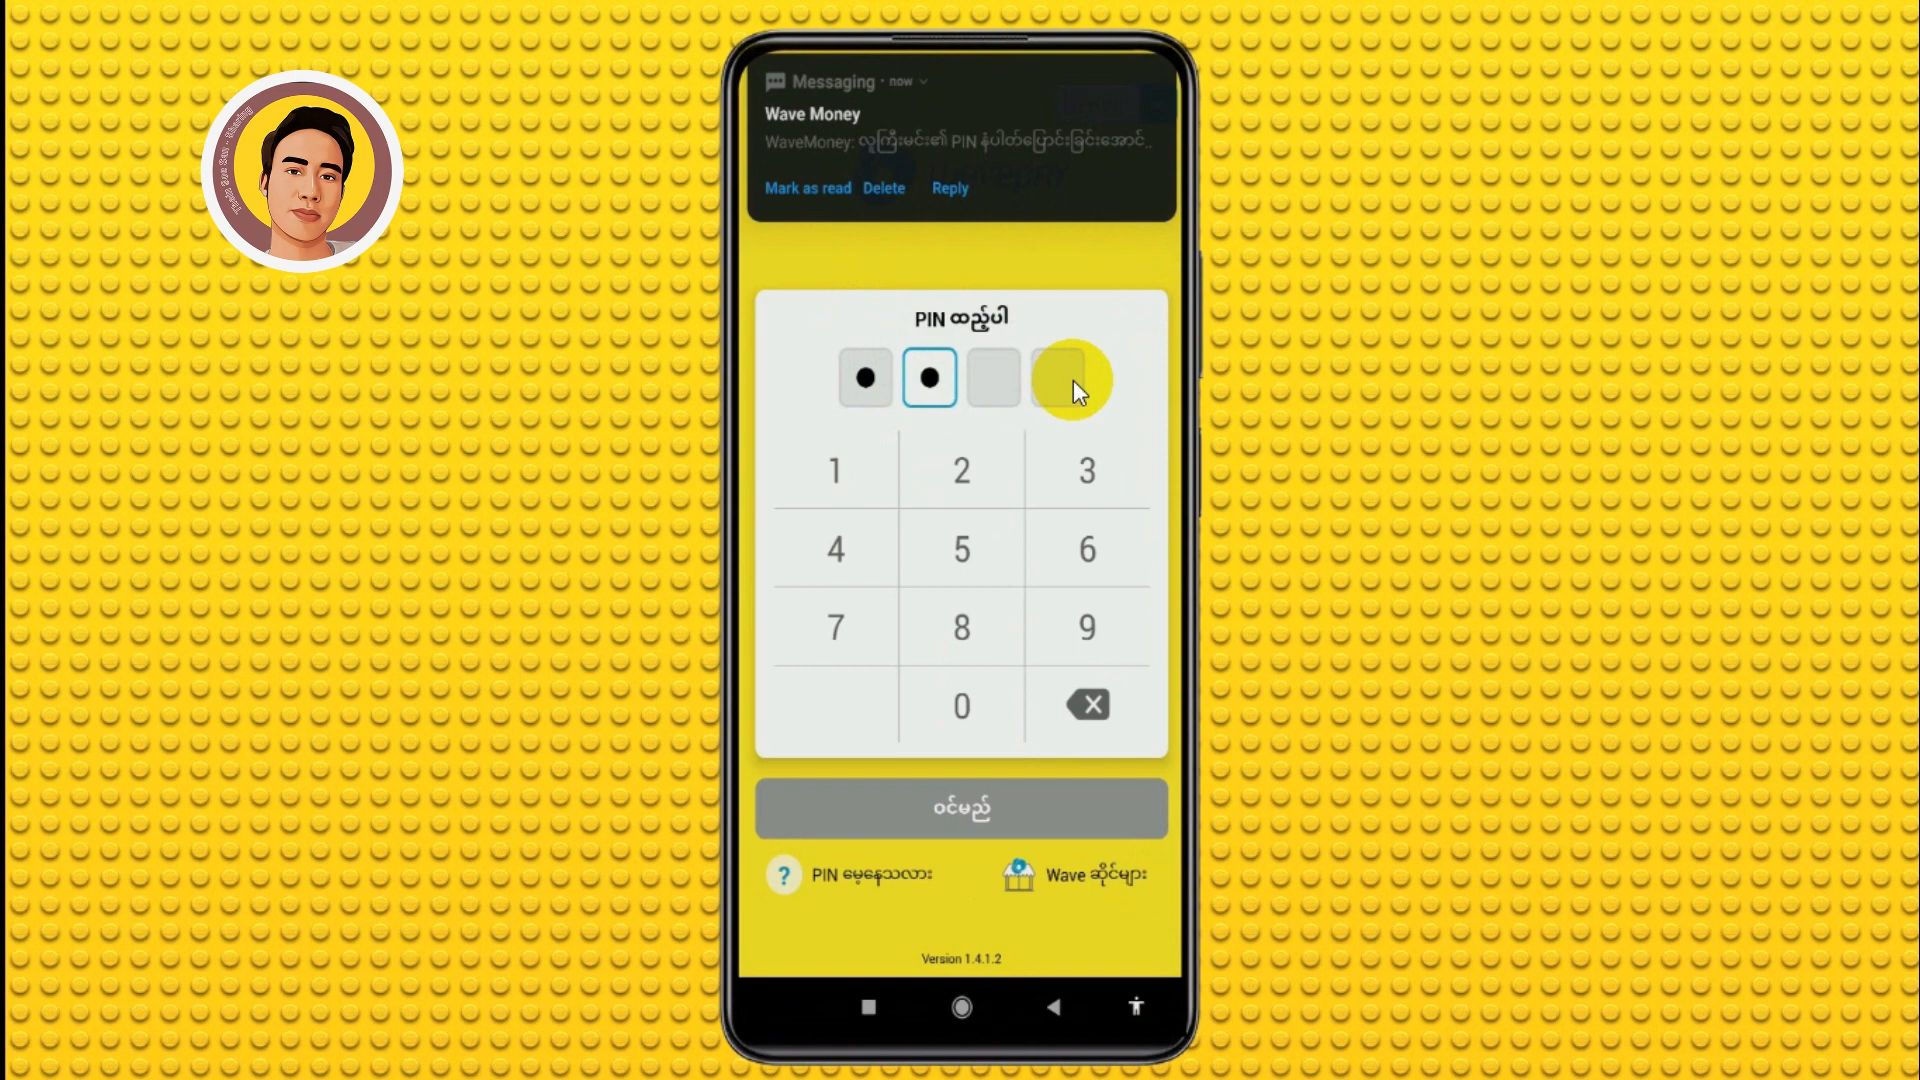 Messaging • now
Wave Money
WaveMoney: လူကြီးမင်း၏ PIN နံပါတ်ပြောင်းခြင်းအောင်..
Mark as read Delete Reply
PIN ထည့်ပါ
1 2 3
4 5 6
7 8 9
0
ဝင်မည်
? PIN မေ့နေသလား Wave ဆိုင်များ
Version 1.4.1.2